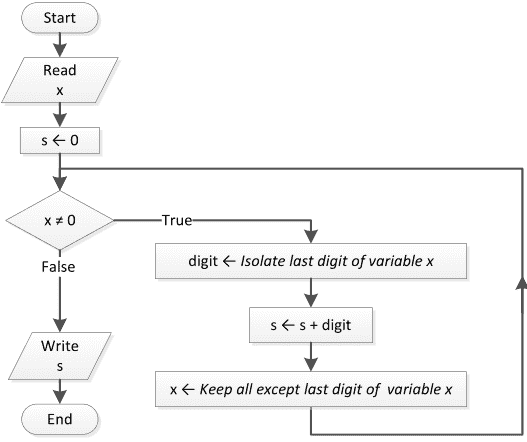 Start
Read
x
s ← 0
x ≠ 0
True
False
digit ← Isolate last digit of variable x
s ← s + digit
x ← Keep all except last digit of variable x
Write
s
End